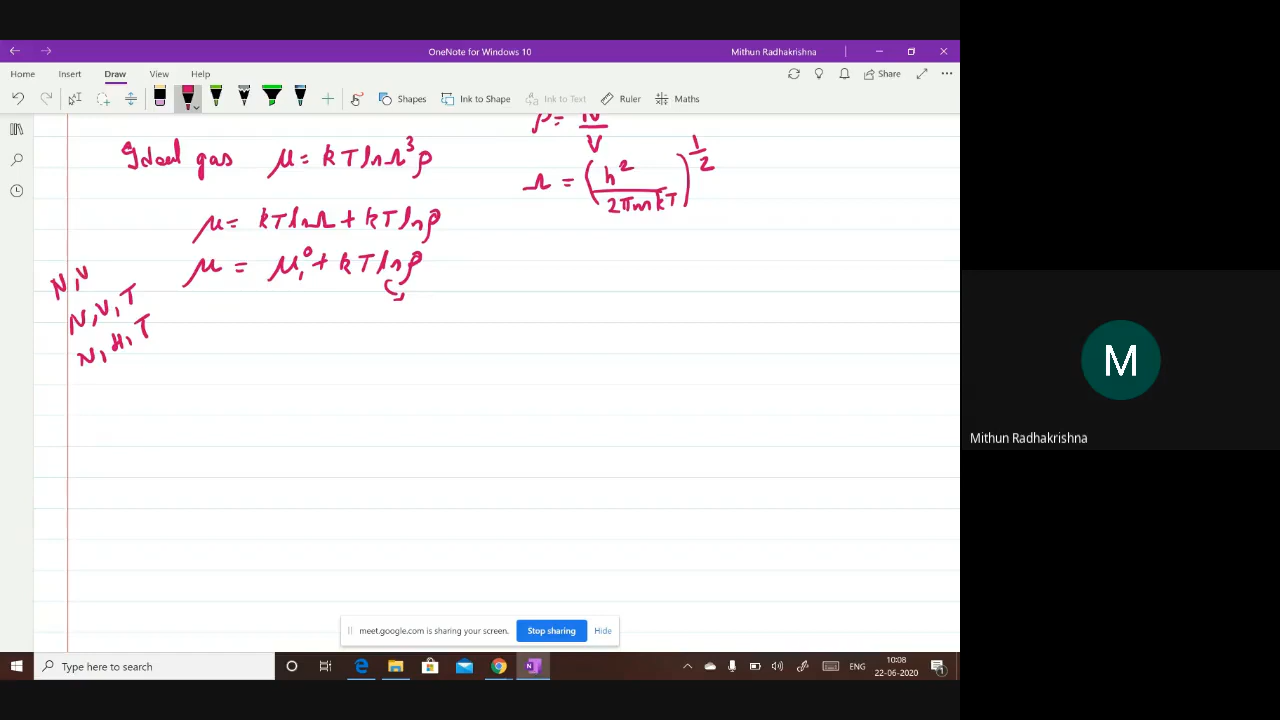 OneNote for Windows 10
Mithun Radhakrishna
Home Insert Draw View Help
Share
Shapes Ink to Shape Ink to Text Ruler Maths
ρ = N/V
Ideal gas μ = kT ln Λ³ρ
Λ = (h²/2πmkT)^1/2
μ = kT ln Λ + kT ln ρ
μ = μ₁⁰ + kT ln ρ
N, V
N, V, T
M
Mithun Radhakrishna
meet.google.com is sharing your screen. Stop sharing Hide
Type here to search
ENG
10:08
22-06-2020